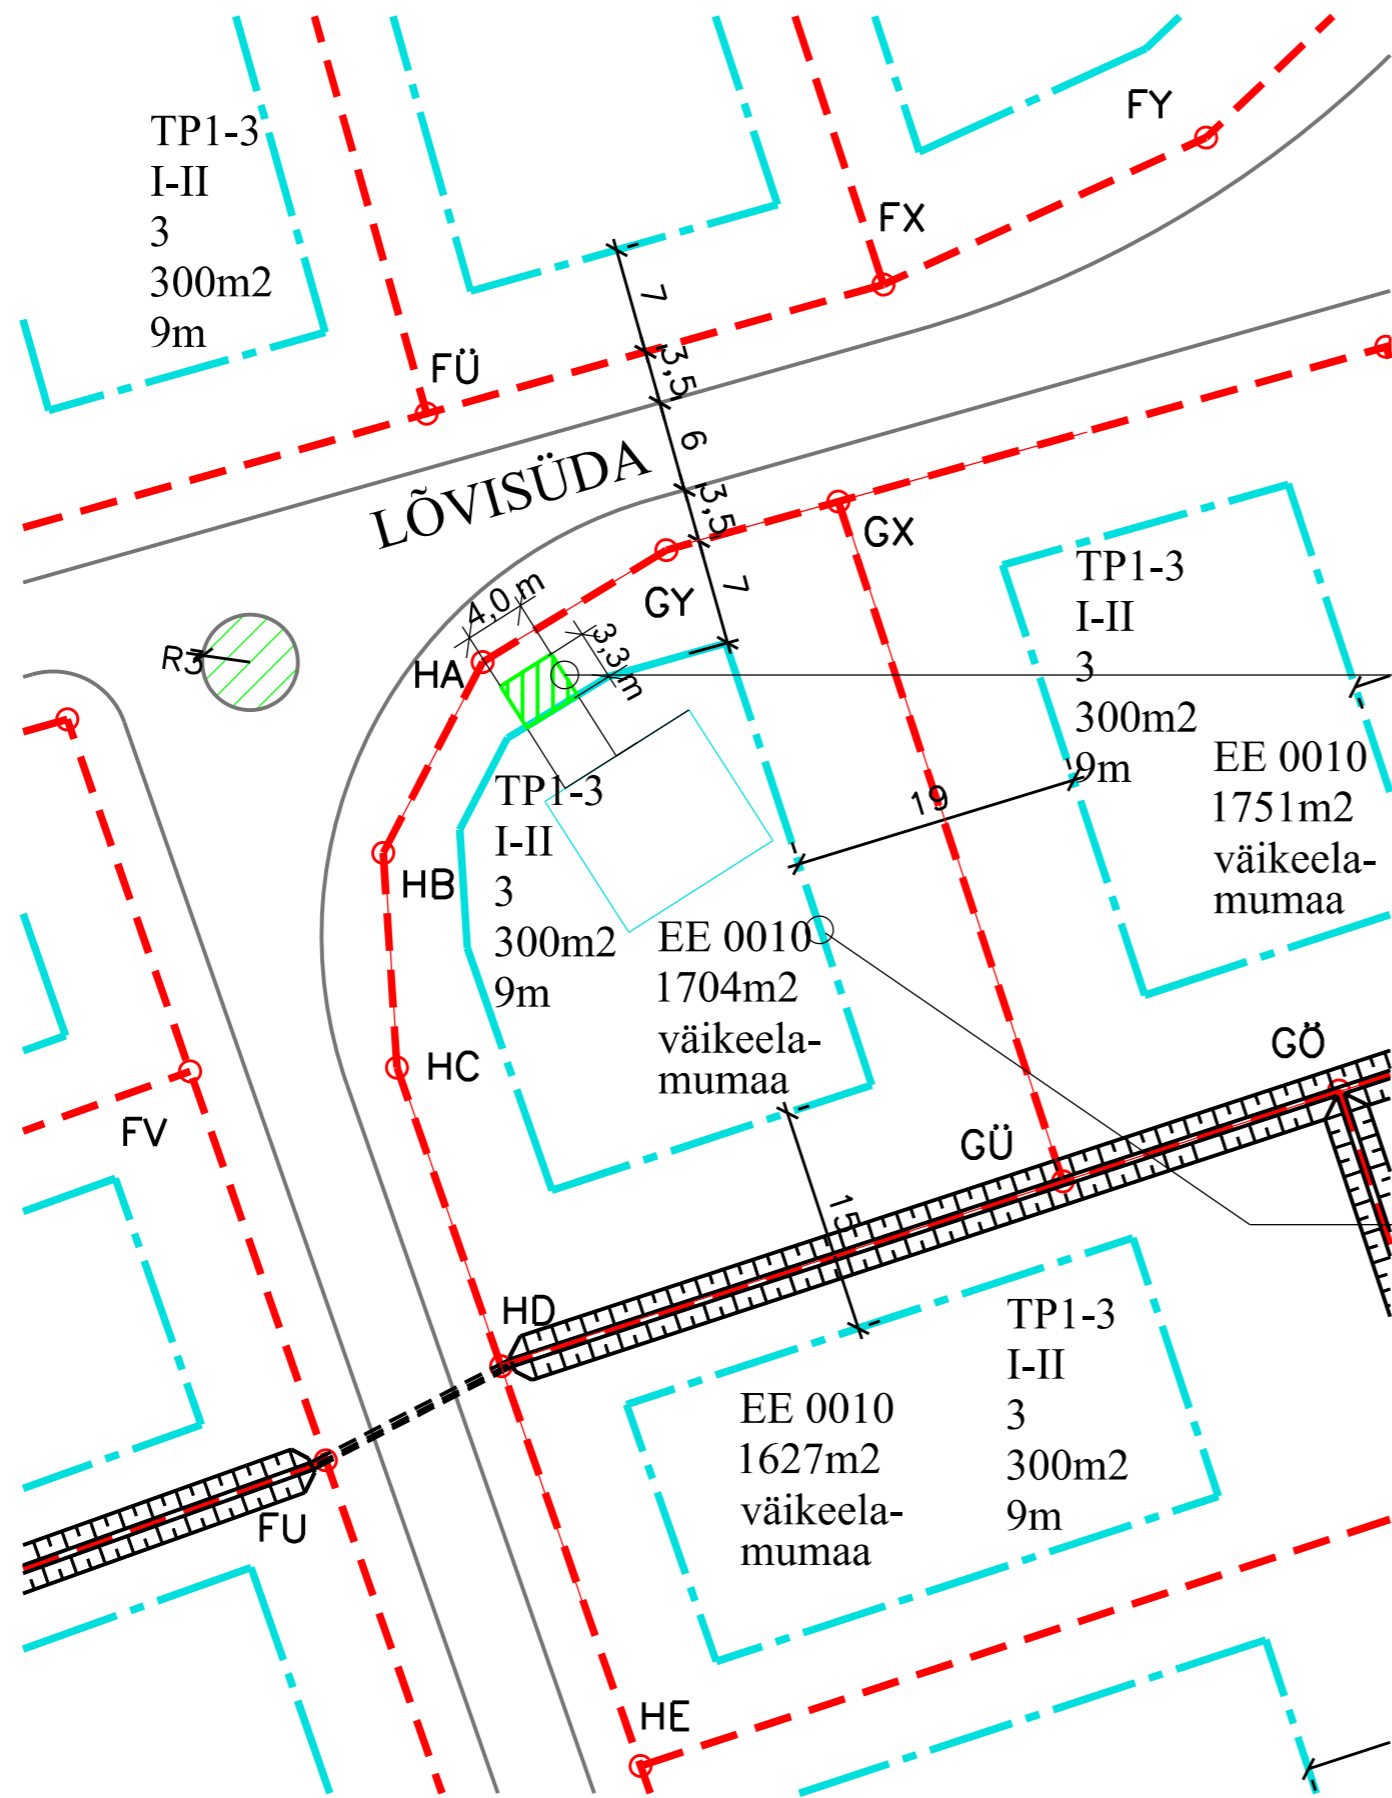 FY
TP1-3
I-II
3
300m2
9m
FX
7
3,5
FÜ
6
LÕVISÜDA
3,5
GX
7
GY
4,0 m
3,3 m
R3
HA
TP1-3
I-II
3
300m2
9m
EE 0010
1751m2
väikeela-
mumaa
19
TP1-3
I-II
3
300m2
9m
HB
EE 0010
1704m2
väikeela-
mumaa
HC
GÖ
FV
GÜ
15
HD
TP1-3
I-II
3
300m2
9m
EE 0010
1627m2
väikeela-
mumaa
FU
HE